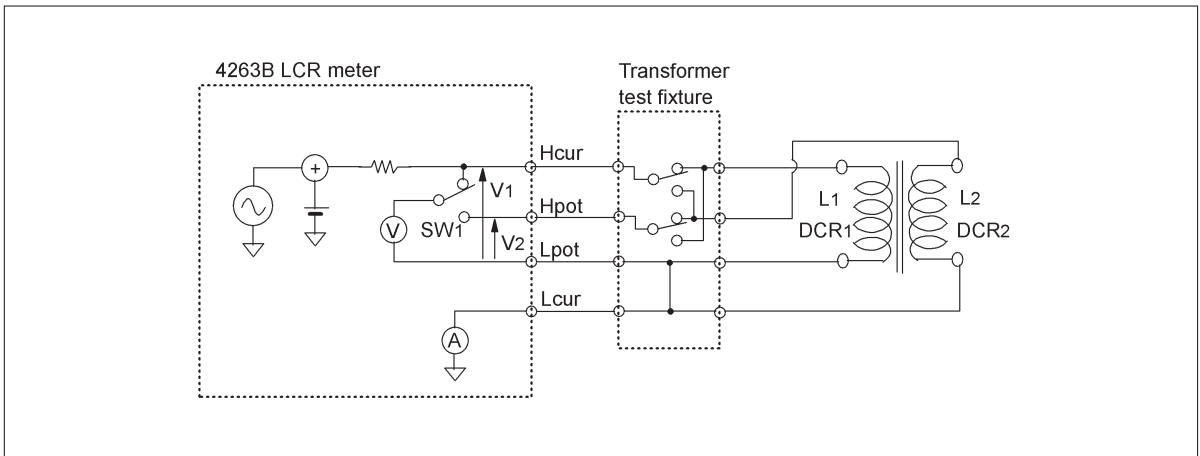 4263B LCR meter
Transformer
test fixture
+
Hcur
V1
Hpot
V
SW1
V2
Lpot
Lcur
A
L1
DCR1
L2
DCR2